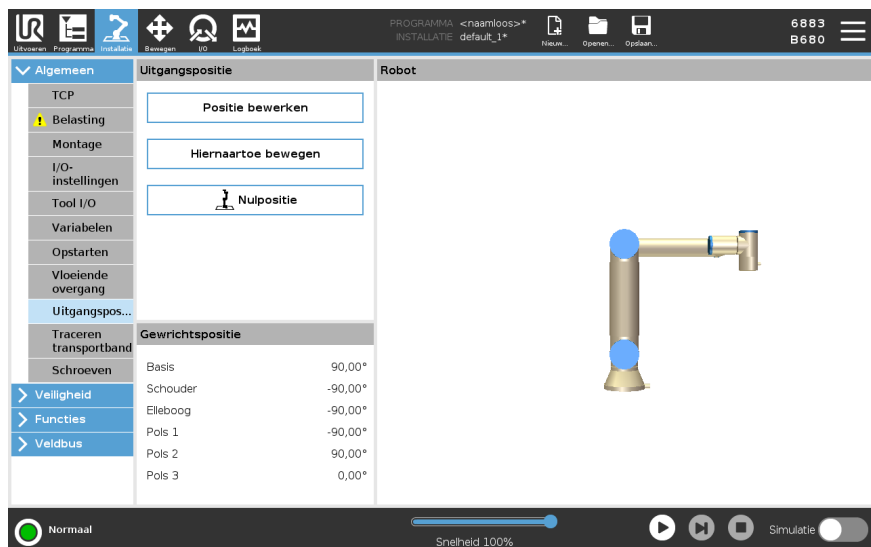 UR
Uitvoeren
Programma
Installatie
Bewegen
I/O
Logboek
PROGRAMMA <naamloos>*
INSTALLATIE default_1*
Nieuw...
Openen...
Opslaan...
6883
B680
Algemeen
TCP
Belasting
Montage
I/O-
instellingen
Tool I/O
Variabelen
Opstarten
Vloeiende
overgang
Uitgangspos...
Traceren
transportband
Schroeven
Veiligheid
Functies
Veldbus
Uitgangspositie
Positie bewerken
Hiernaartoe bewegen
Nulpositie
Gewrichtspositie
Basis 90,00°
Schouder -90,00°
Elleboog -90,00°
Pols 1 -90,00°
Pols 2 90,00°
Pols 3 0,00°
Robot
Normaal
Snelheid 100%
Simulatie